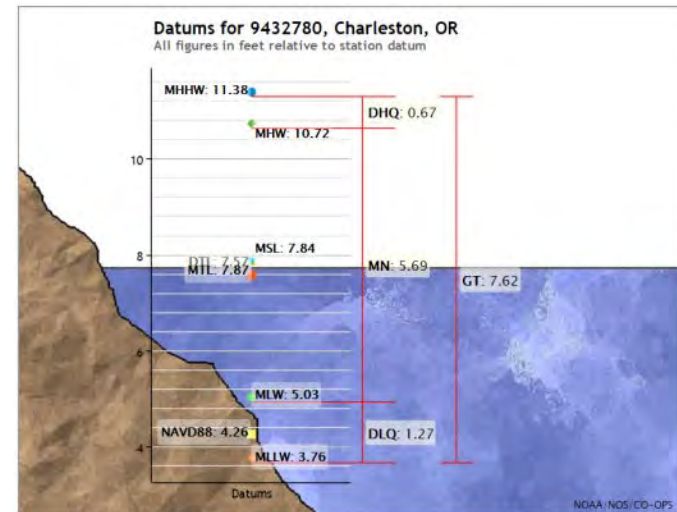 Datums for 9432780, Charleston, OR
All figures in feet relative to station datum
MHHW: 11.38
DHQ: 0.67
MHW: 10.72
10
MSL: 7.84
8
DTL: 7.57
MTL: 7.87
MN: 5.69
GT: 7.62
6
MLW: 5.03
NAVD88: 4.26
DLQ: 1.27
4
MLLW: 3.76
Datums
NOAA/NOS/CO-OPS